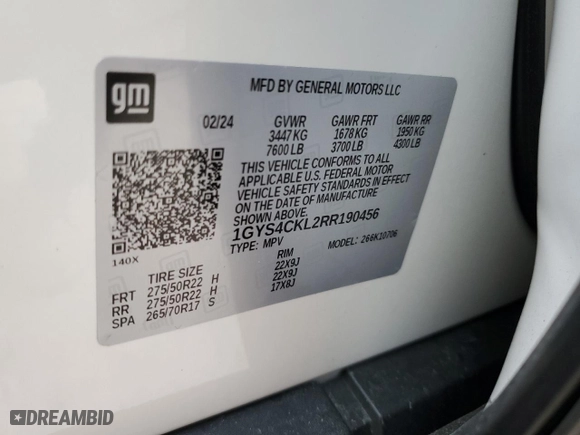 gm
MFD BY GENERAL MOTORS LLC
02/24 GVWR GAWR FRT GAWR RR
3447 KG 1678 KG 1950 KG
7600 LB 3700 LB 4300 LB
THIS VEHICLE CONFORMS TO ALL
APPLICABLE U.S. FEDERAL MOTOR
VEHICLE SAFETY STANDARDS IN EFFECT
ON THE DATE OF MANUFACTURE
SHOWN ABOVE.
1GYS4CKL2RR190456
TYPE: MPV MODEL: 266K10706
140X
TIRE SIZE RIM
FRT 275/50R22 H 22X9J
RR 275/50R22 H 22X9J
SPA 265/70R17 S 17X8J
DREAMBID